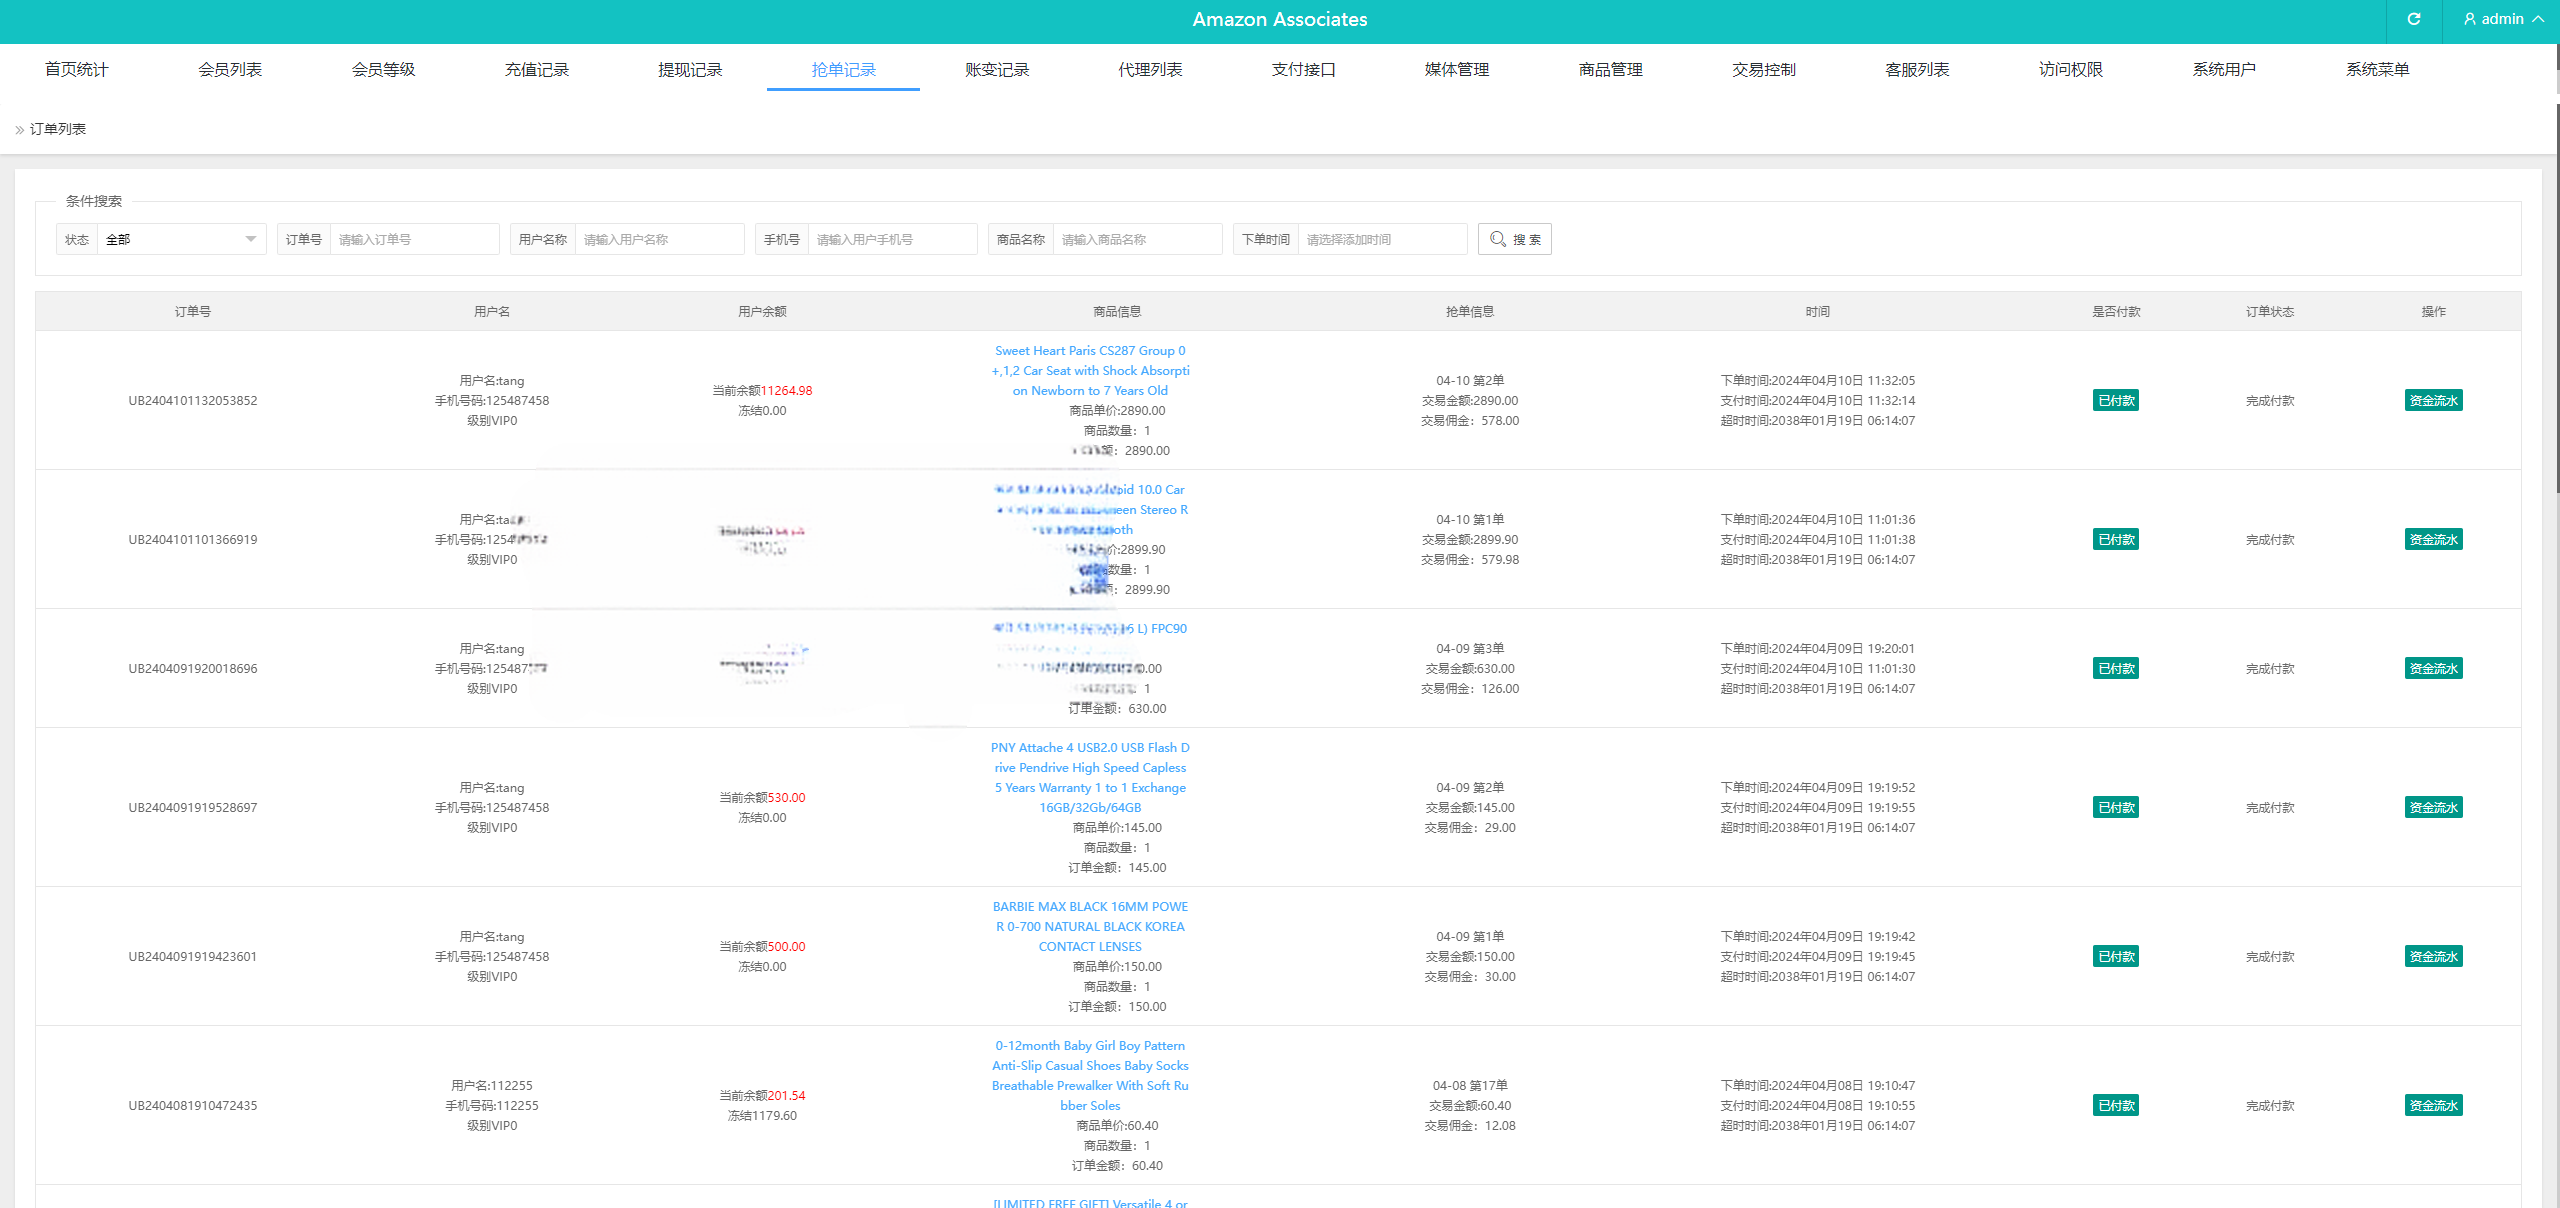 Amazon Associates
admin
首页统计 会员列表 会员等级 充值记录 提现记录 抢单记录 账变记录 代理列表 支付接口 媒体管理 商品管理 交易控制 客服列表 访问权限 系统用户 系统菜单
» 订单列表
条件搜索
状态 全部 订单号 请输入订单号 用户名称 请输入用户名称 手机号 请输入用户手机号 商品名称 请输入商品名称 下单时间 请选择添加时间 搜 索
订单号 用户名 用户余额 商品信息 抢单信息 时间 是否付款 订单状态 操作
UB2404101132053852
用户名:tang
手机号码:125487458
级别VIP0
当前余额11264.98
冻结0.00
Sweet Heart Paris CS287 Group 0
+,1,2 Car Seat with Shock Absorpti
on Newborn to 7 Years Old
商品单价:2890.00
商品数量：1
2890.00
04-10 第2单
交易金额:2890.00
交易佣金：578.00
下单时间:2024年04月10日 11:32:05
支付时间:2024年04月10日 11:32:14
超时时间:2038年01月19日 06:14:07
已付款
完成付款
资金流水
UB2404101101366919
级别VIP0
10.0 Car
Stereo R
2899.90
数量：1
2899.90
04-10 第1单
交易金额:2899.90
交易佣金：579.98
下单时间:2024年04月10日 11:01:36
支付时间:2024年04月10日 11:01:38
超时时间:2038年01月19日 06:14:07
已付款
完成付款
资金流水
UB2404091920018696
用户名:tang
级别VIP0
L) FPC90
1
订单金额：630.00
04-09 第3单
交易金额:630.00
交易佣金：126.00
下单时间:2024年04月09日 19:20:01
支付时间:2024年04月10日 11:01:30
超时时间:2038年01月19日 06:14:07
已付款
完成付款
资金流水
UB2404091919528697
用户名:tang
手机号码:125487458
级别VIP0
当前余额530.00
冻结0.00
PNY Attache 4 USB2.0 USB Flash D
rive Pendrive High Speed Capless
5 Years Warranty 1 to 1 Exchange
16GB/32Gb/64GB
商品单价:145.00
商品数量：1
订单金额：145.00
04-09 第2单
交易金额:145.00
交易佣金：29.00
下单时间:2024年04月09日 19:19:52
支付时间:2024年04月09日 19:19:55
超时时间:2038年01月19日 06:14:07
已付款
完成付款
资金流水
UB2404091919423601
用户名:tang
手机号码:125487458
级别VIP0
当前余额500.00
冻结0.00
BARBIE MAX BLACK 16MM POWE
R 0-700 NATURAL BLACK KOREA
CONTACT LENSES
商品单价:150.00
商品数量：1
订单金额：150.00
04-09 第1单
交易金额:150.00
交易佣金：30.00
下单时间:2024年04月09日 19:19:42
支付时间:2024年04月09日 19:19:45
超时时间:2038年01月19日 06:14:07
已付款
完成付款
资金流水
UB2404081910472435
用户名:112255
手机号码:112255
级别VIP0
当前余额201.54
冻结1179.60
0-12month Baby Girl Boy Pattern
Anti-Slip Casual Shoes Baby Socks
Breathable Prewalker With Soft Ru
bber Soles
商品单价:60.40
商品数量：1
订单金额：60.40
04-08 第17单
交易金额:60.40
交易佣金：12.08
下单时间:2024年04月08日 19:10:47
支付时间:2024年04月08日 19:10:55
超时时间:2038年01月19日 06:14:07
已付款
完成付款
资金流水
[LIMITED FREE GIFT] Versatile 4 or